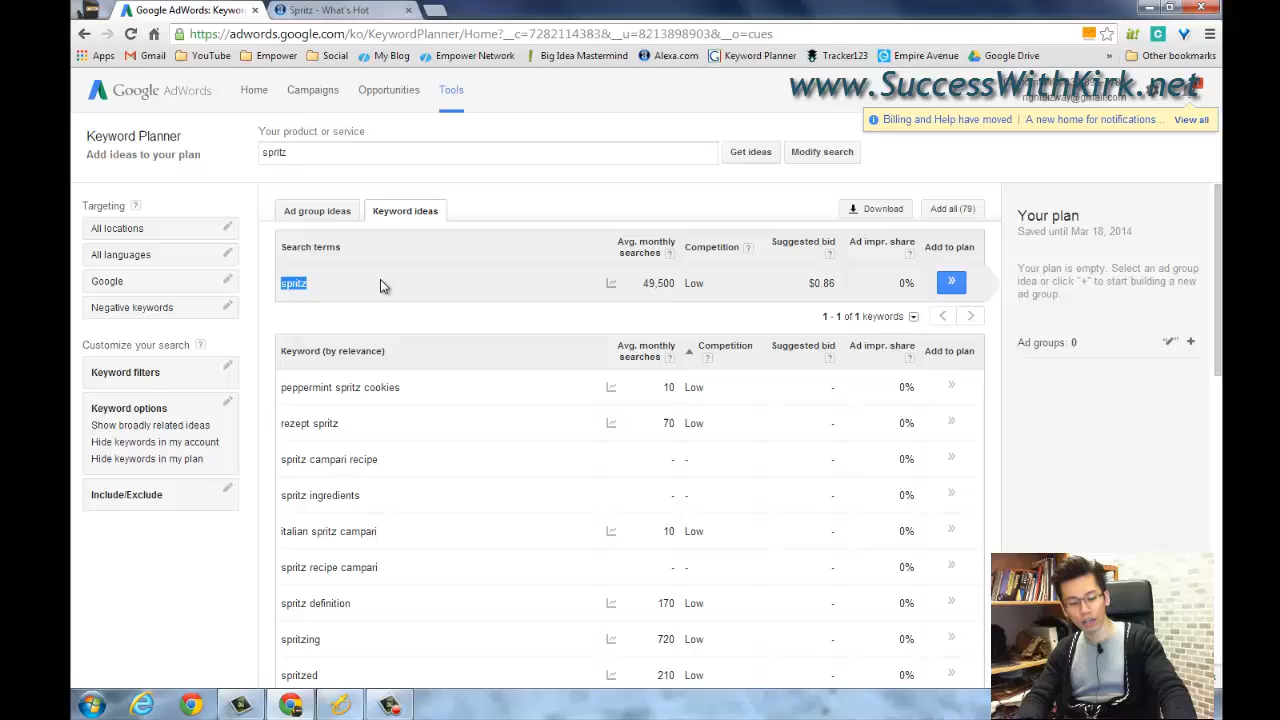 Google AdWords: Keywor
Spritz - What's Hot
https://adwords.google.com/ko/KeywordPlanner/Home?__c=7282114383&__u=8213898903&__o=cues
Apps
Gmail
YouTube
Empower
Social
My Blog
Empower Network
Big Idea Mastermind
Alexa.com
Keyword Planner
Tracker123
Empire Avenue
Google Drive
»
Other bookmarks
www.SuccessWithKirk.net
Google AdWords
Home
Campaigns
Opportunities
Tools
Billing and Help have moved | A new home for notifications... View all
Keyword Planner
Add ideas to your plan
Your product or service
spritz
Get ideas
Modify search
Targeting ?
All locations
All languages
Google
Negative keywords
Customize your search ?
Keyword filters
Keyword options
Show broadly related ideas
Hide keywords in my account
Hide keywords in my plan
Include/Exclude
Ad group ideas
Keyword ideas
Download
Add all (79)
Search terms
Avg. monthly searches ?
Competition ?
Suggested bid ?
Ad impr. share ?
Add to plan
spritz 49,500 Low $0.86 0% »
1 - 1 of 1 keywords
Keyword (by relevance)
Avg. monthly searches ?
Competition ?
Suggested bid ?
Ad impr. share ?
Add to plan
peppermint spritz cookies 10 Low - 0% »
rezept spritz 70 Low - 0% »
spritz campari recipe - - - 0% »
spritz ingredients - - - 0% »
italian spritz campari 10 Low - 0% »
spritz recipe campari - - - 0% »
spritz definition 170 Low - 0% »
spritzing 720 Low - 0% »
spritzed 210 Low - 0% »
Your plan
Saved until Mar 18, 2014
Your plan is empty. Select an ad group
idea or click "+" to start building a new
ad group.
Ad groups: 0